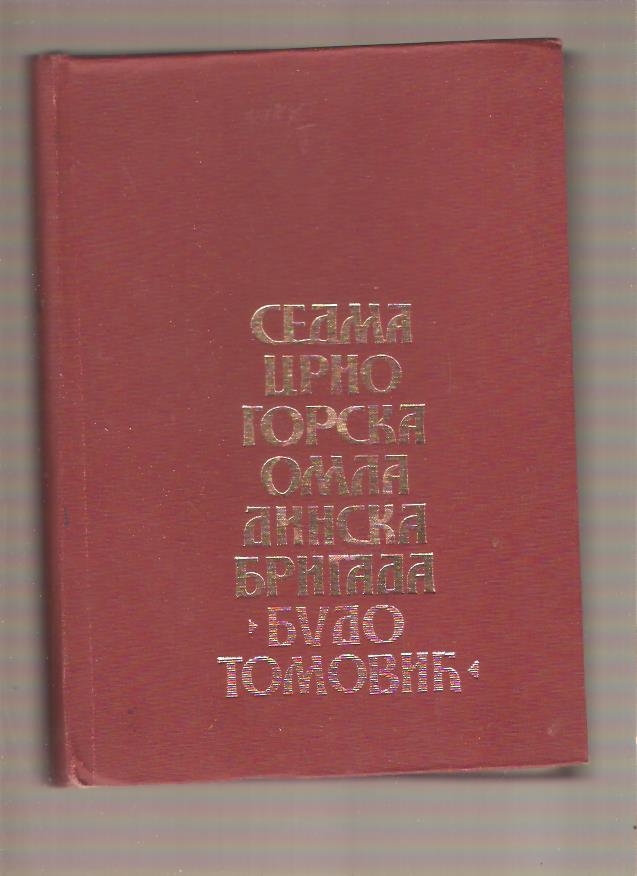 СЕДМА
ЦРНО
ГОРСКА
ОМЛА
ДИНСКА
БРИГАДА
›БУДО
ТОМОВИЋ‹